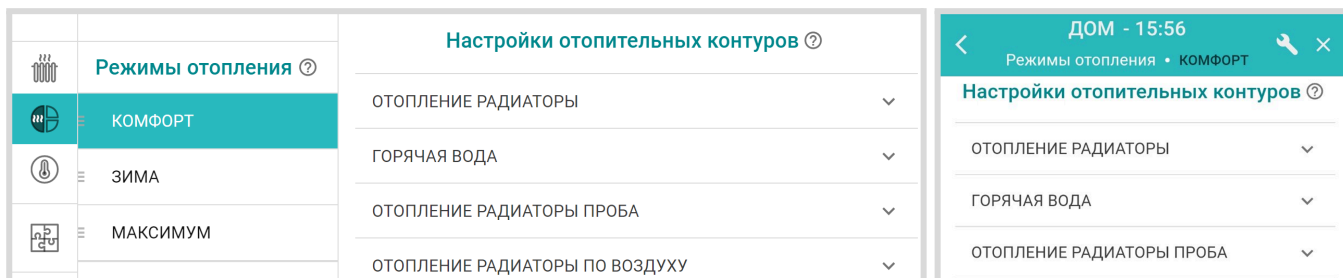 Режимы отопления
КОМФОРТ
ЗИМА
МАКСИМУМ
Настройки отопительных контуров
ОТОПЛЕНИЕ РАДИАТОРЫ
ГОРЯЧАЯ ВОДА
ОТОПЛЕНИЕ РАДИАТОРЫ ПРОБА
ОТОПЛЕНИЕ РАДИАТОРЫ ПО ВОЗДУХУ
ДОМ - 15:56
Режимы отопления • КОМФОРТ
Настройки отопительных контуров
ОТОПЛЕНИЕ РАДИАТОРЫ
ГОРЯЧАЯ ВОДА
ОТОПЛЕНИЕ РАДИАТОРЫ ПРОБА